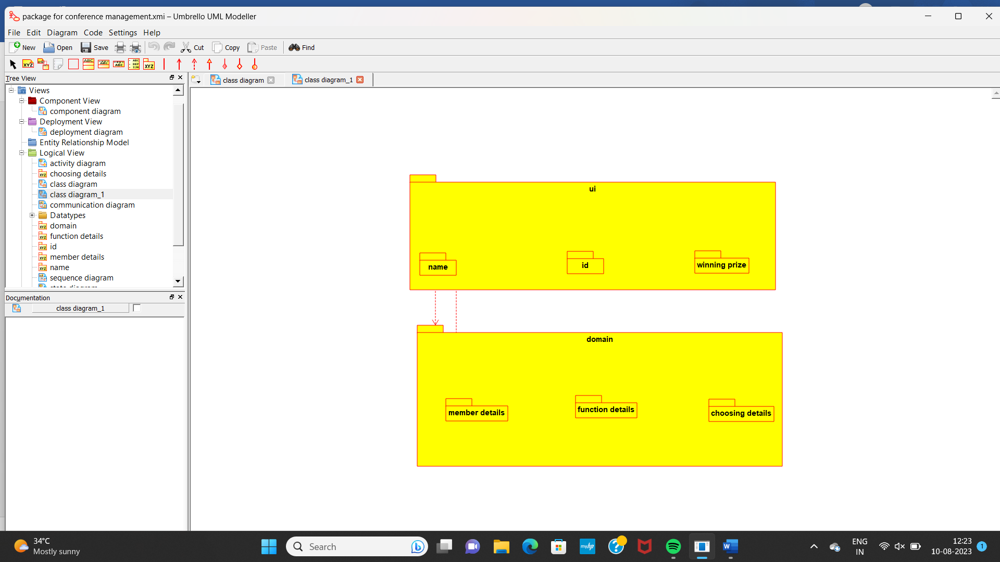 package for conference management.xmi – Umbrello UML Modeller
File Edit Diagram Code Settings Help
New Open Save Cut Copy Paste Find
Tree View
class diagram class diagram_1
Views
Component View
component diagram
Deployment View
deployment diagram
Entity Relationship Model
Logical View
activity diagram
choosing details
class diagram
class diagram_1
communication diagram
Datatypes
domain
function details
id
member details
name
sequence diagram
Documentation
class diagram_1
ui
name id winning prize
domain
member details function details choosing details
34°C
Mostly sunny
Search
ENG
IN
12:23
10-08-2023
1